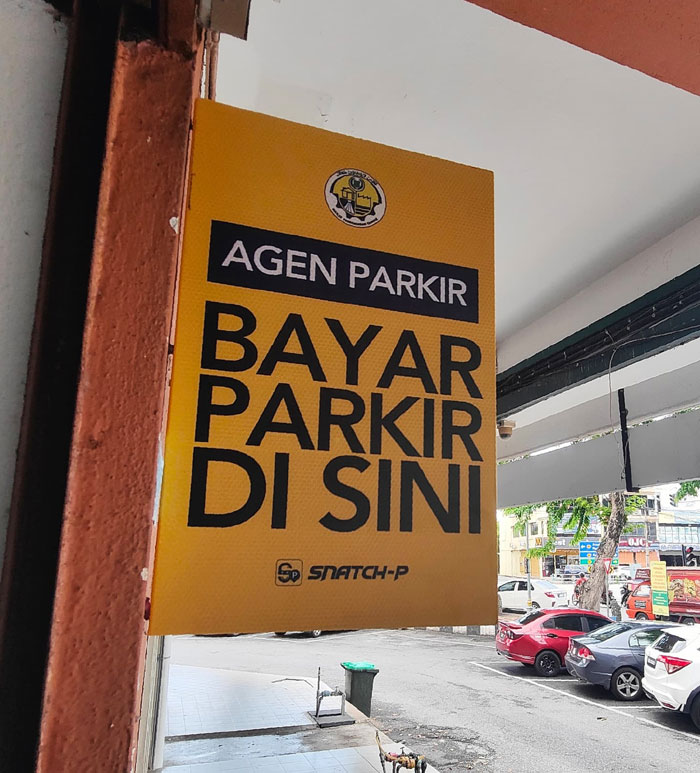 AGEN PARKIR
BAYAR
PARKIR
DI SINI
SNATCH-P